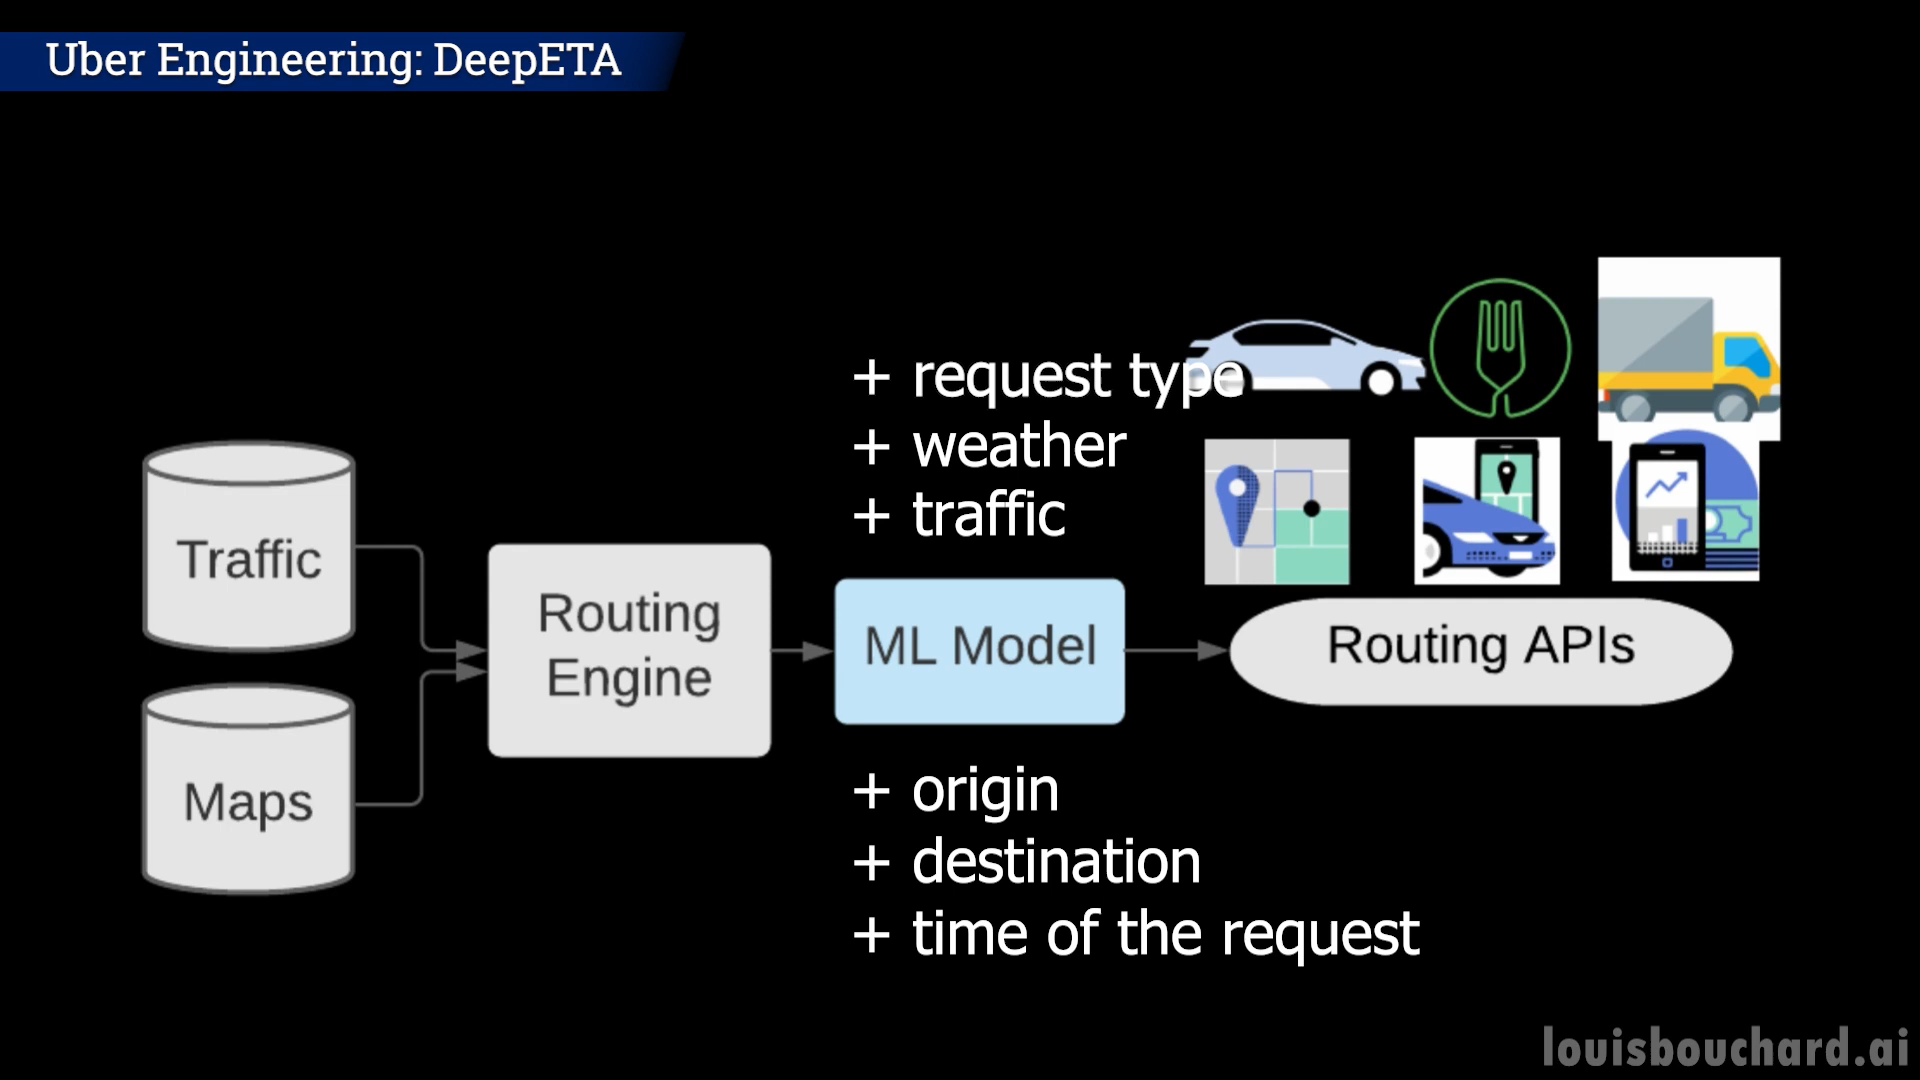 Uber Engineering: DeepETA
+ request type
+ weather
+ traffic
Traffic
Maps
Routing
Engine
ML Model
Routing APIs
+ origin
+ destination
+ time of the request
louisbouchard.ai